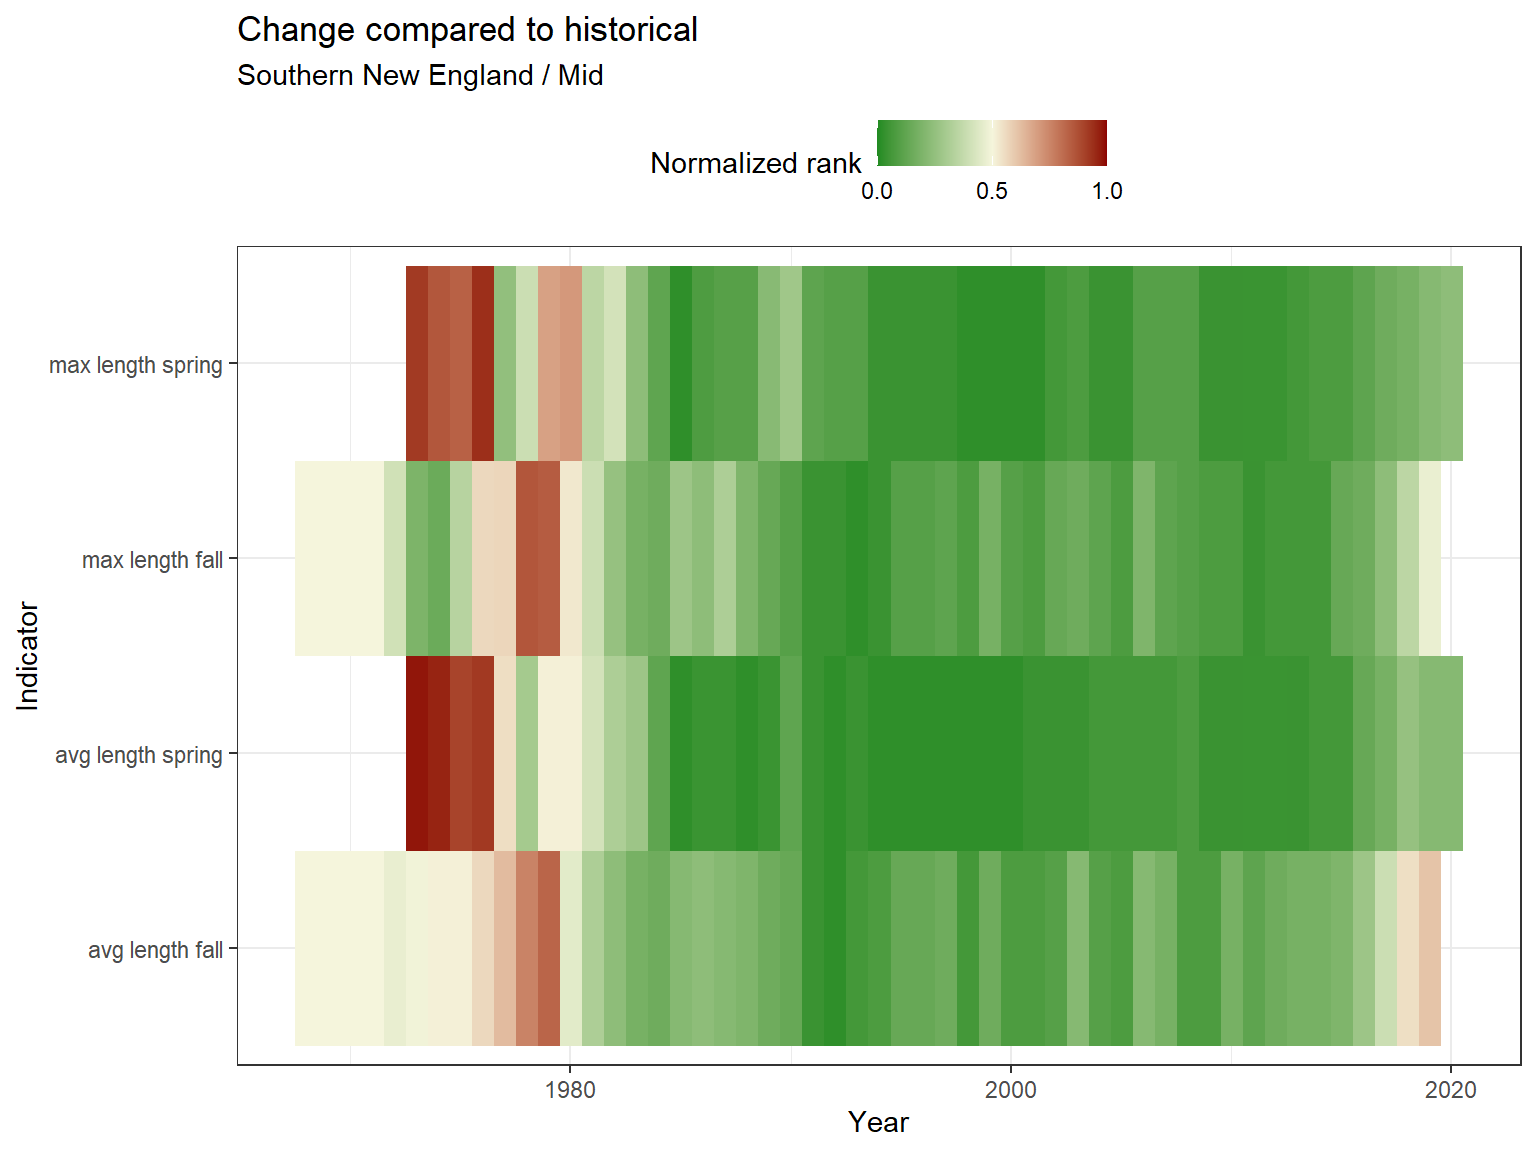 Change compared to historical
Southern New England / Mid
Normalized rank
0.0 0.5 1.0
max length spring
max length fall
avg length spring
avg length fall
Indicator
1980 2000 2020
Year